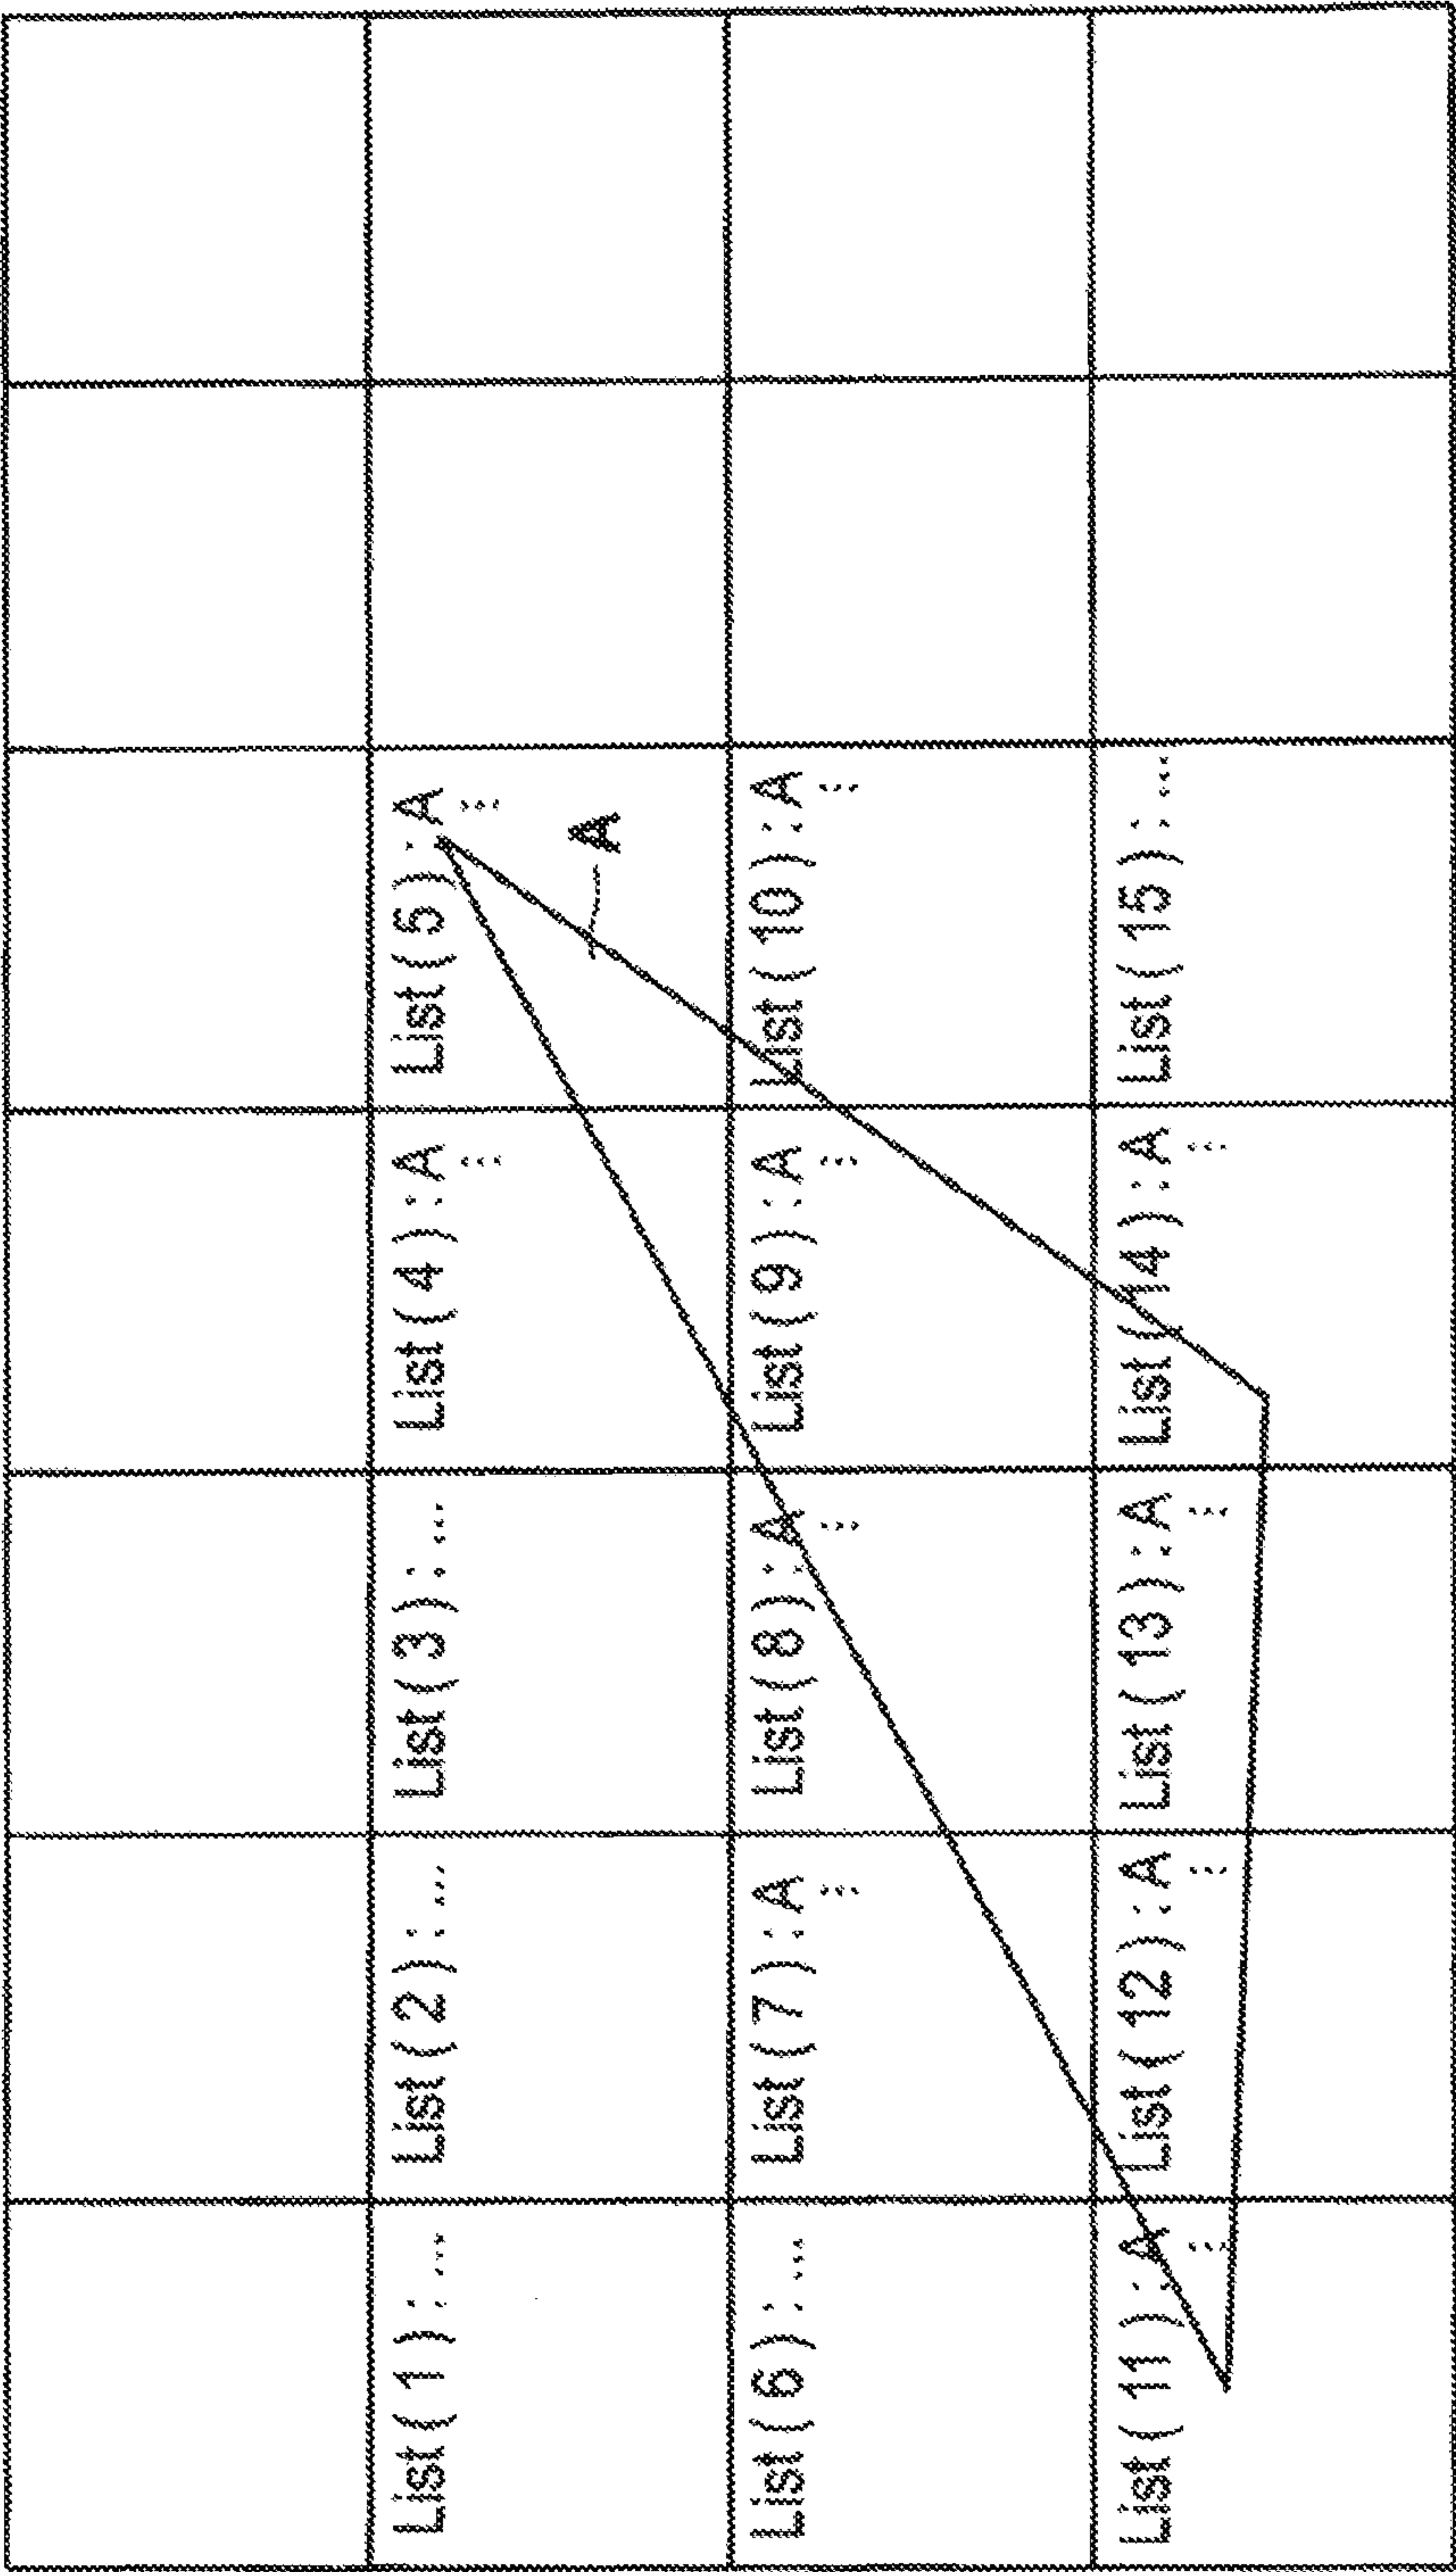 List ( 1 ) : ...
List ( 2 ) : ...
List ( 3 ) : ...
List ( 4 ) : A
⋮
List ( 5 ) : A
⋮
A
List ( 6 ) : ...
List ( 7 ) : A
⋮
List ( 8 ) : A
⋮
List ( 9 ) : A
⋮
List ( 10 ) : A
⋮
List ( 11 ) : A
⋮
List ( 12 ) : A
⋮
List ( 13 ) : A
⋮
List ( 14 ) : A
⋮
List ( 15 ) : ...